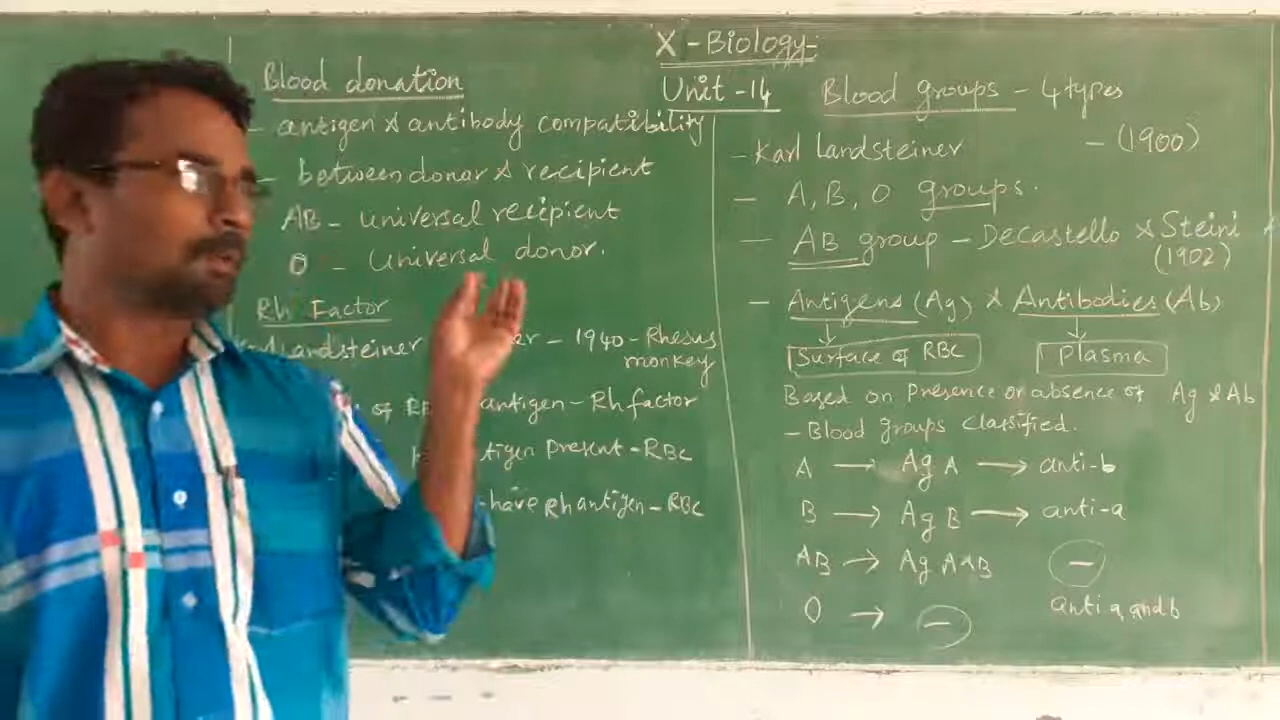 X - Biology
Unit - 14
Blood donation
- antigen & antibody compatibility
- between donor & recipient
AB - universal recipient
O - universal donor.
Rh Factor
Landsteiner - 1940 - Rhesus
monkey
of antigen - Rh factor
Present - RBC
have Rh antigen - RBC
Blood groups - 4 types
- Karl Landsteiner - (1900)
- A, B, O groups.
- AB group - Decastello & Steini
(1902)
- Antigens (Ag) & Antibodies (Ab)
Surface of RBC Plasma
Based on Presence or absence of Ag & Ab
- Blood groups classified.
A → Ag A → anti-b
B → Ag B → anti-a
AB → Ag A & B -
O → - anti a, and b